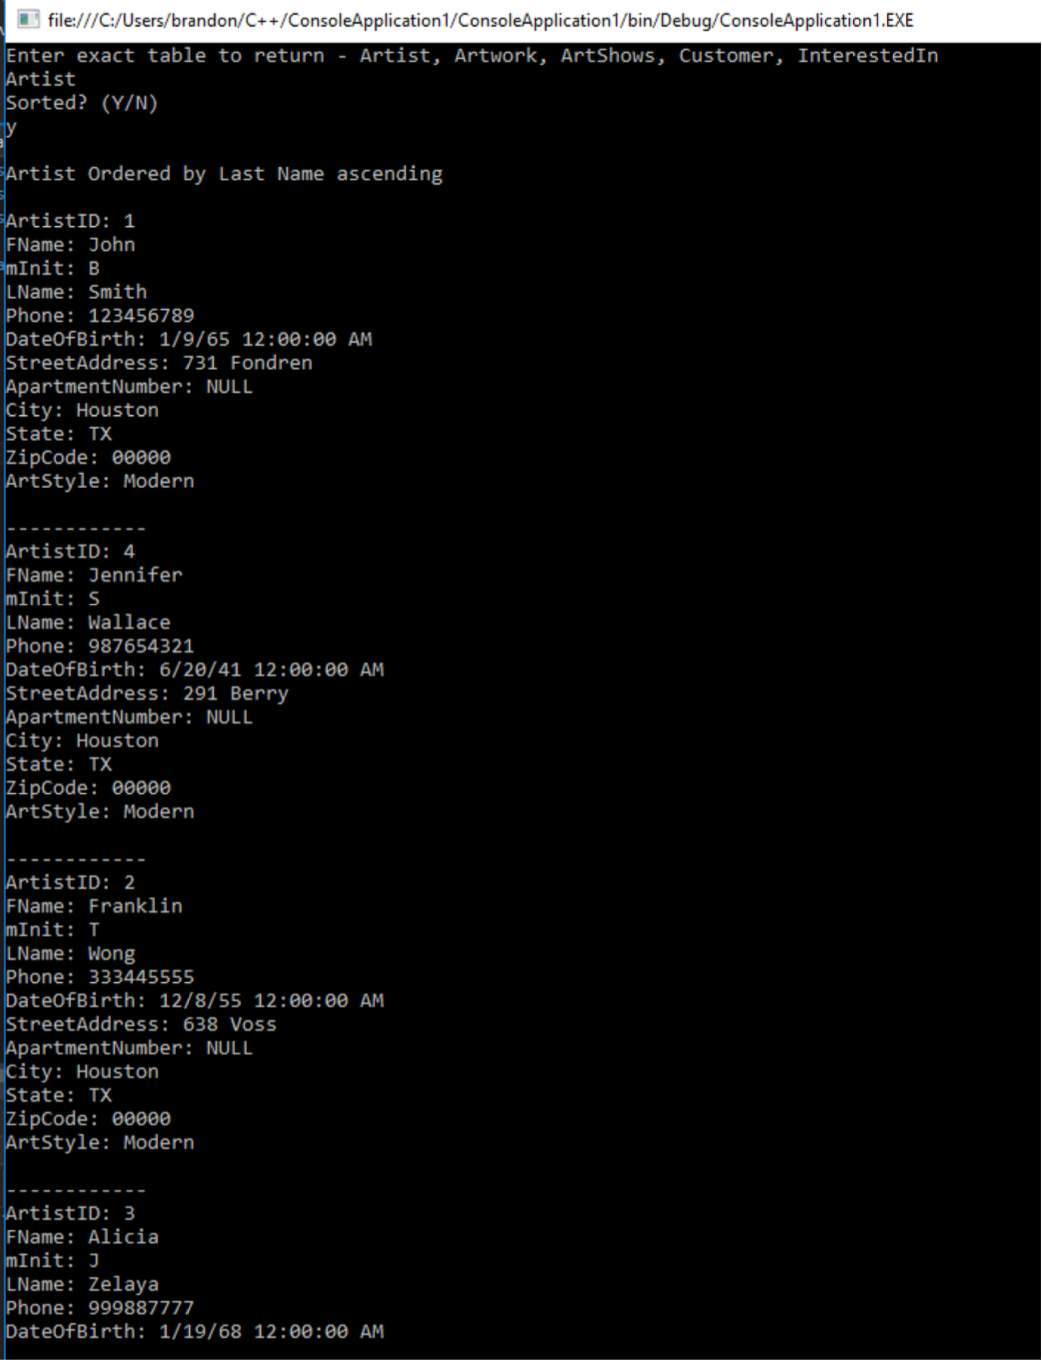 file:///C:/Users/brandon/C++/ConsoleApplication1/ConsoleApplication1/bin/Debug/ConsoleApplication1.EXE
Enter exact table to return - Artist, Artwork, ArtShows, Customer, InterestedIn
Artist
Sorted? (Y/N)
y
Artist Ordered by Last Name ascending
ArtistID: 1
FName: John
mInit: B
LName: Smith
Phone: 123456789
DateOfBirth: 1/9/65 12:00:00 AM
StreetAddress: 731 Fondren
ApartmentNumber: NULL
City: Houston
State: TX
ZipCode: 00000
ArtStyle: Modern
------------
ArtistID: 4
FName: Jennifer
mInit: S
LName: Wallace
Phone: 987654321
DateOfBirth: 6/20/41 12:00:00 AM
StreetAddress: 291 Berry
ApartmentNumber: NULL
City: Houston
State: TX
ZipCode: 00000
ArtStyle: Modern
------------
ArtistID: 2
FName: Franklin
mInit: T
LName: Wong
Phone: 333445555
DateOfBirth: 12/8/55 12:00:00 AM
StreetAddress: 638 Voss
ApartmentNumber: NULL
City: Houston
State: TX
ZipCode: 00000
ArtStyle: Modern
------------
ArtistID: 3
FName: Alicia
mInit: J
LName: Zelaya
Phone: 999887777
DateOfBirth: 1/19/68 12:00:00 AM